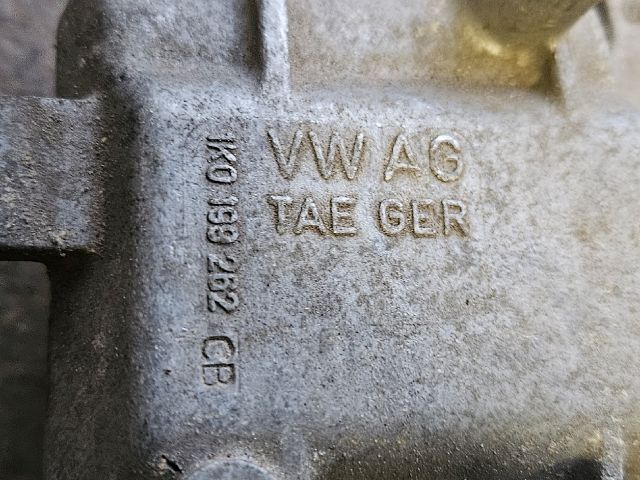 VW AG
TAE GER
1K0 199 262 CB